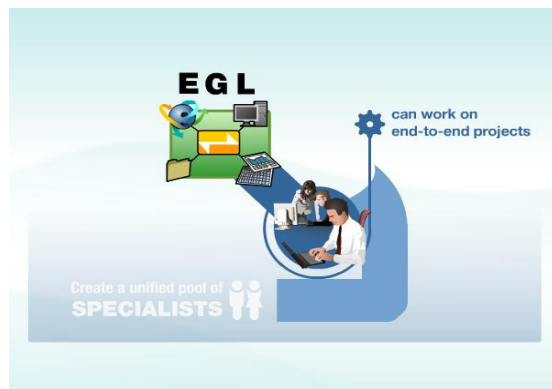 EGL
can work on
end-to-end projects
Create a unified pool of
SPECIALISTS